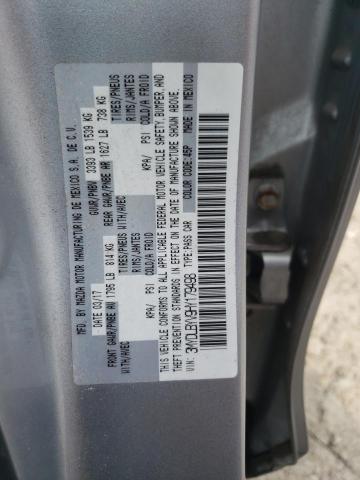 MFD. BY MAZDA MOTOR MANUFACTURING DE MEXICO S.A. DE C.V.
DATE: 03/17 GVWR/PNBV 3393 LB 1539 KG
GAWR/PNBE AV 1795 LB 814 KG GAWR/PNBE AR 1627 LB 738 KG
WITH/AVEC TIRES/PNEUS WITH/AVEC TIRES/PNEUS
RIMS/JANTES RIMS/JANTES
KPA/ PSI COLD/A FROID KPA/ PSI COLD/A FROID
THIS VEHICLE CONFORMS TO ALL APPLICABLE FEDERAL MOTOR VEHICLE SAFETY, BUMPER, AND
THEFT PREVENTION STANDARDS IN EFFECT ON THE DATE OF MANUFACTURE SHOWN ABOVE.
VIN: 3MYDLBYV9HY179498 TYPE: PASS CAR COLOR CODE: 46P MADE IN MEXICO